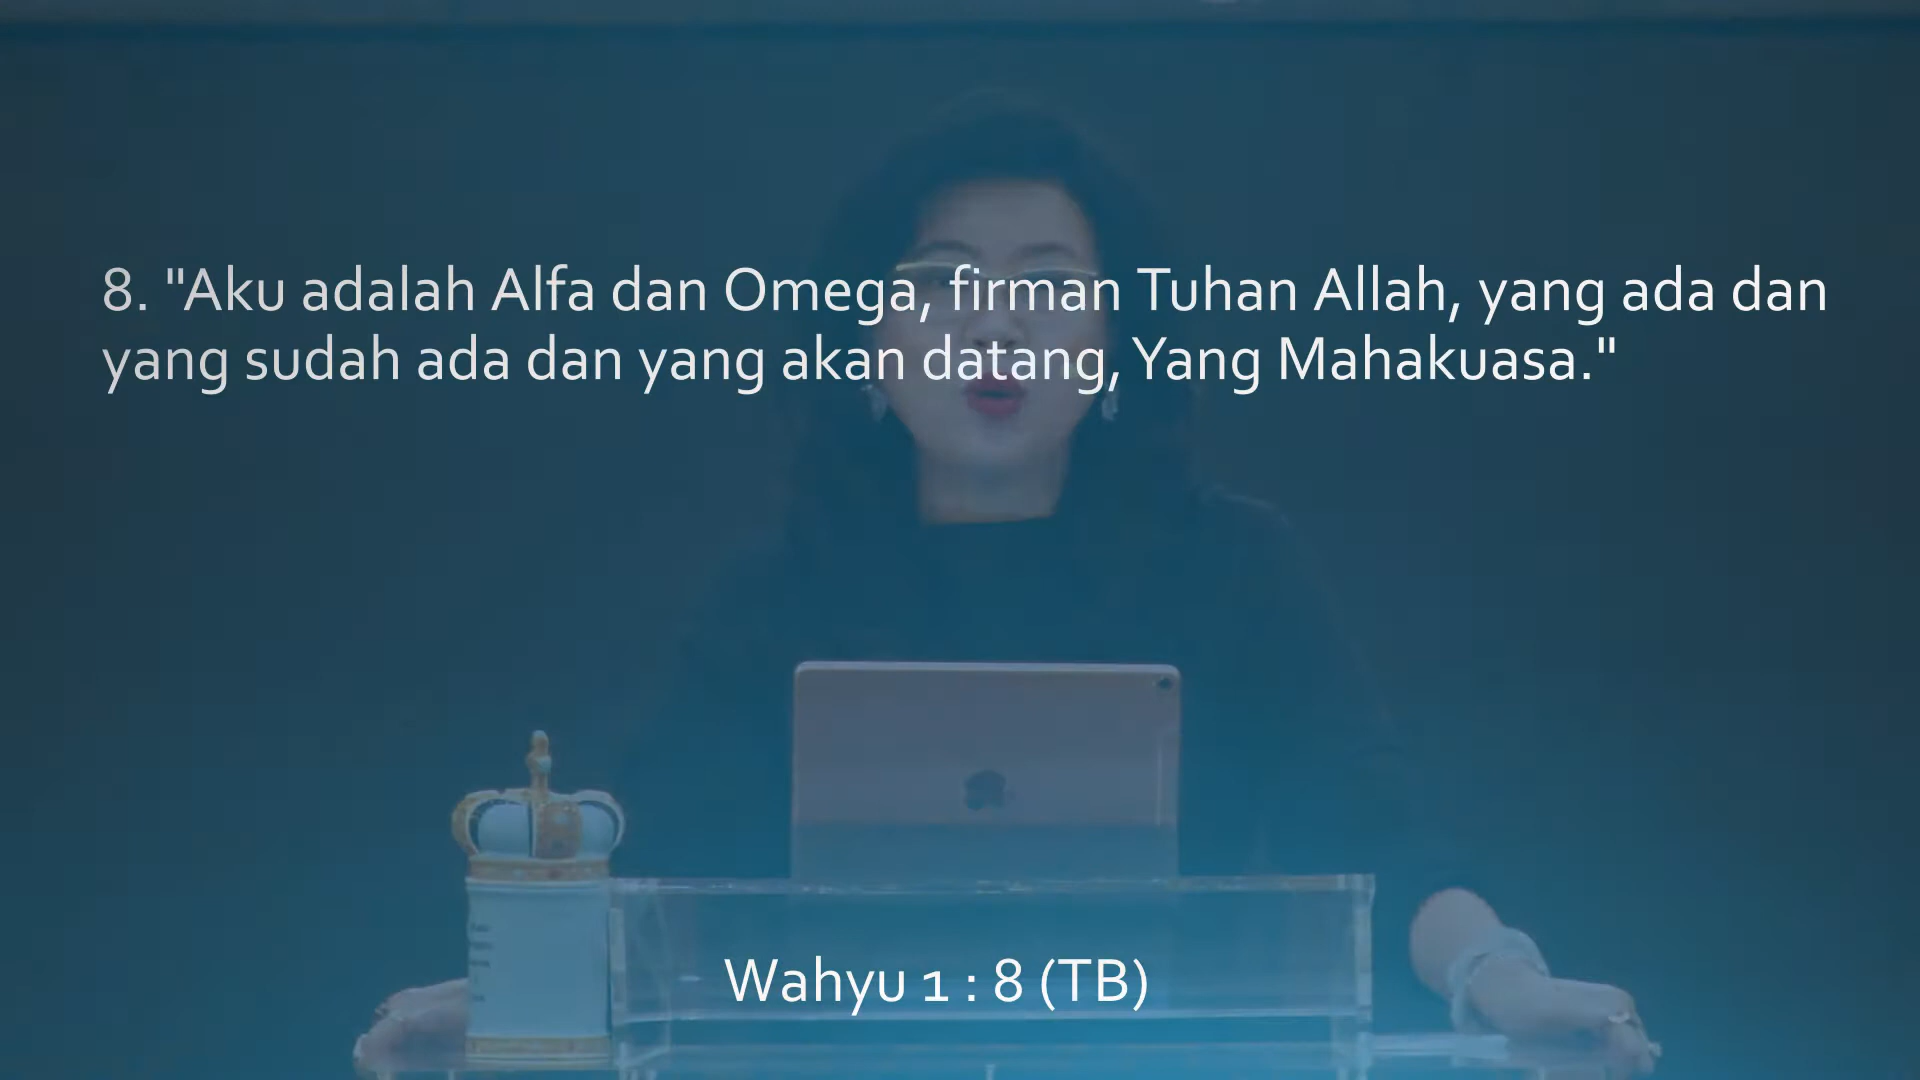 8. "Aku adalah Alfa dan Omega, firman Tuhan Allah, yang ada dan
yang sudah ada dan yang akan datang, Yang Mahakuasa."
Wahyu 1 : 8 (TB)